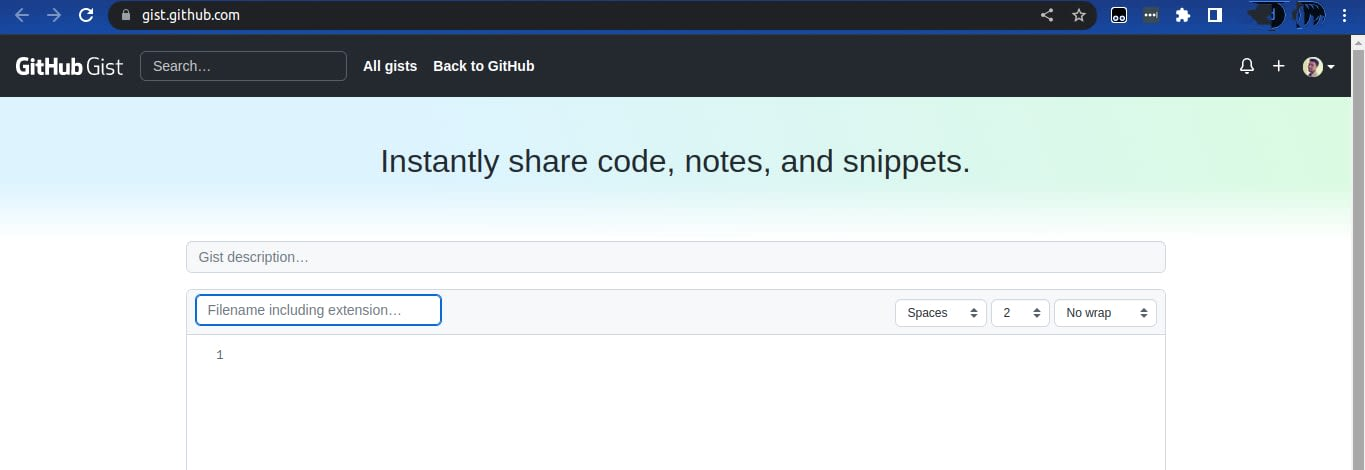 gist.github.com
GitHub Gist Search… All gists Back to GitHub
Instantly share code, notes, and snippets.
Gist description…
Filename including extension… Spaces 2 No wrap
1